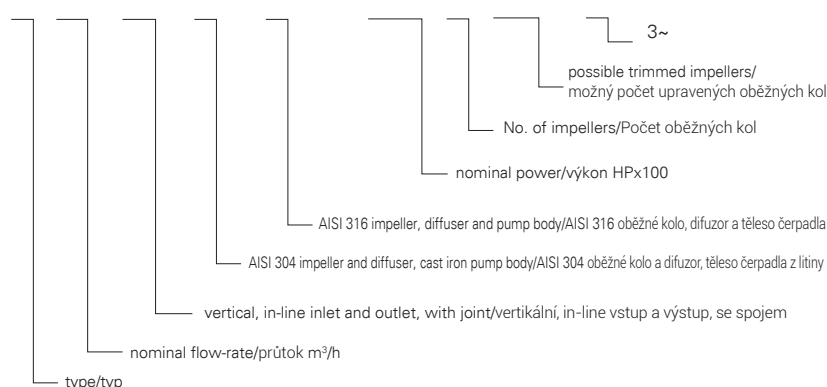 3~
possible trimmed impellers/
možný počet upravených oběžných kol
No. of impellers/Počet oběžných kol
nominal power/výkon HPx100
AISI 316 impeller, diffuser and pump body/AISI 316 oběžné kolo, difuzor a těleso čerpadla
AISI 304 impeller and diffuser, cast iron pump body/AISI 304 oběžné kolo a difuzor, těleso čerpadla z litiny
vertical, in-line inlet and outlet, with joint/vertikální, in-line vstup a výstup, se spojem
nominal flow-rate/průtok m³/h
type/typ